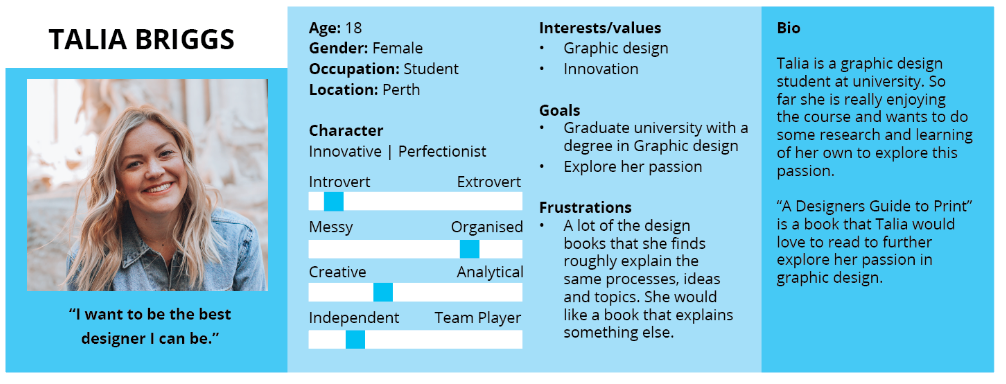 TALIA BRIGGS
“I want to be the best
designer I can be.”
Age: 18
Gender: Female
Occupation: Student
Location: Perth
Character
Innovative | Perfectionist
Introvert Extrovert
Messy Organised
Creative Analytical
Independent Team Player
Interests/values
• Graphic design
• Innovation
Goals
• Graduate university with a
degree in Graphic design
• Explore her passion
Frustrations
• A lot of the design
books that she finds
roughly explain the
same processes, ideas
and topics. She would
like a book that explains
something else.
Bio
Talia is a graphic design
student at university. So
far she is really enjoying
the course and wants to do
some research and learning
of her own to explore this
passion.
“A Designers Guide to Print”
is a book that Talia would
love to read to further
explore her passion in
graphic design.